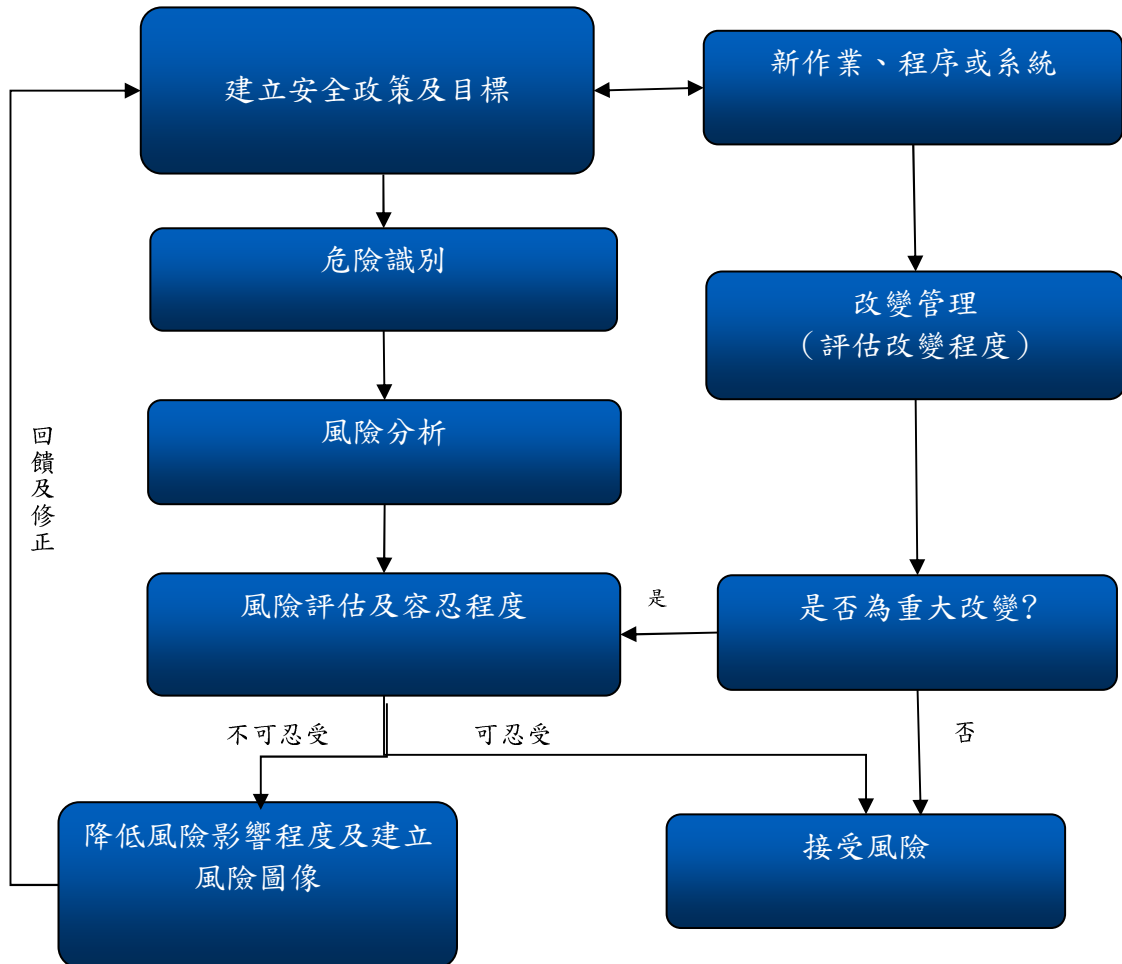 建立安全政策及目標
新作業、程序或系統
危險識別
改變管理
（評估改變程度）
風險分析
回饋及修正
風險評估及容忍程度
是
是否為重大改變?
不可忍受
可忍受
否
降低風險影響程度及建立
風險圖像
接受風險